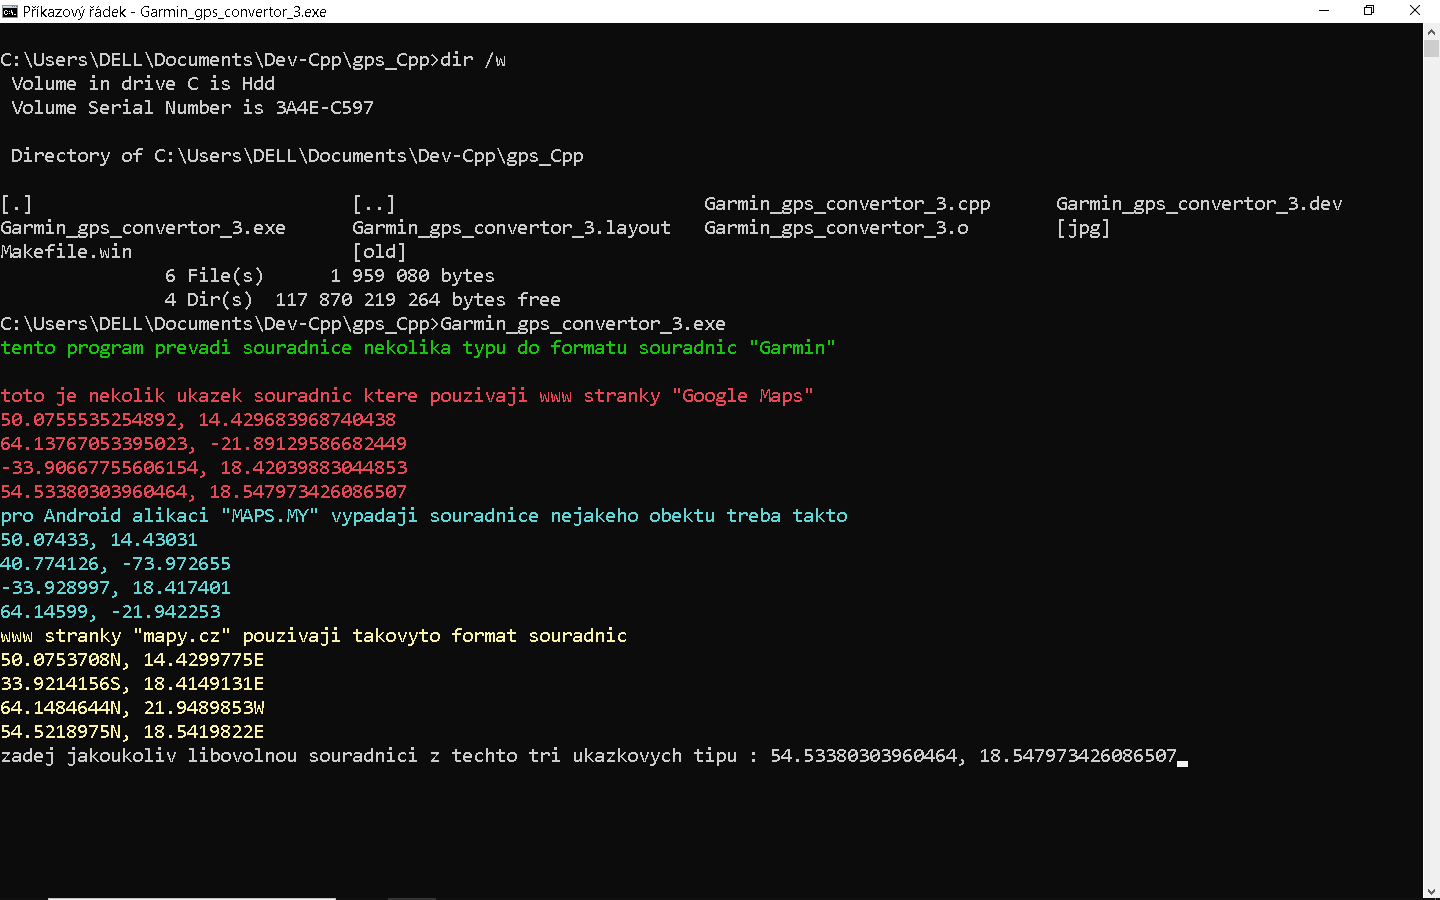 Příkazový řádek - Garmin_gps_convertor_3.exe
C:\Users\DELL\Documents\Dev-Cpp\gps_Cpp>dir /w
Volume in drive C is Hdd
Volume Serial Number is 3A4E-C597
Directory of C:\Users\DELL\Documents\Dev-Cpp\gps_Cpp
[.] [..] Garmin_gps_convertor_3.cpp Garmin_gps_convertor_3.dev
Garmin_gps_convertor_3.exe Garmin_gps_convertor_3.layout Garmin_gps_convertor_3.o [jpg]
Makefile.win [old]
6 File(s) 1 959 080 bytes
4 Dir(s) 117 870 219 264 bytes free
C:\Users\DELL\Documents\Dev-Cpp\gps_Cpp>Garmin_gps_convertor_3.exe
tento program prevadi souradnice nekolika typu do formatu souradnic "Garmin"
toto je nekolik ukazek souradnic ktere pouzivaji www stranky "Google Maps"
50.0755535254892, 14.429683968740438
64.13767053395023, -21.89129586682449
-33.90667755606154, 18.42039883044853
54.53380303960464, 18.547973426086507
pro Android alikaci "MAPS.MY" vypadaji souradnice nejakeho obektu treba takto
50.07433, 14.43031
40.774126, -73.972655
-33.928997, 18.417401
64.14599, -21.942253
www stranky "mapy.cz" pouzivaji takovyto format souradnic
50.0753708N, 14.4299775E
33.9214156S, 18.4149131E
64.1484644N, 21.9489853W
54.5218975N, 18.5419822E
zadej jakoukoliv libovolnou souradnici z techto tri ukazkovych tipu : 54.53380303960464, 18.547973426086507